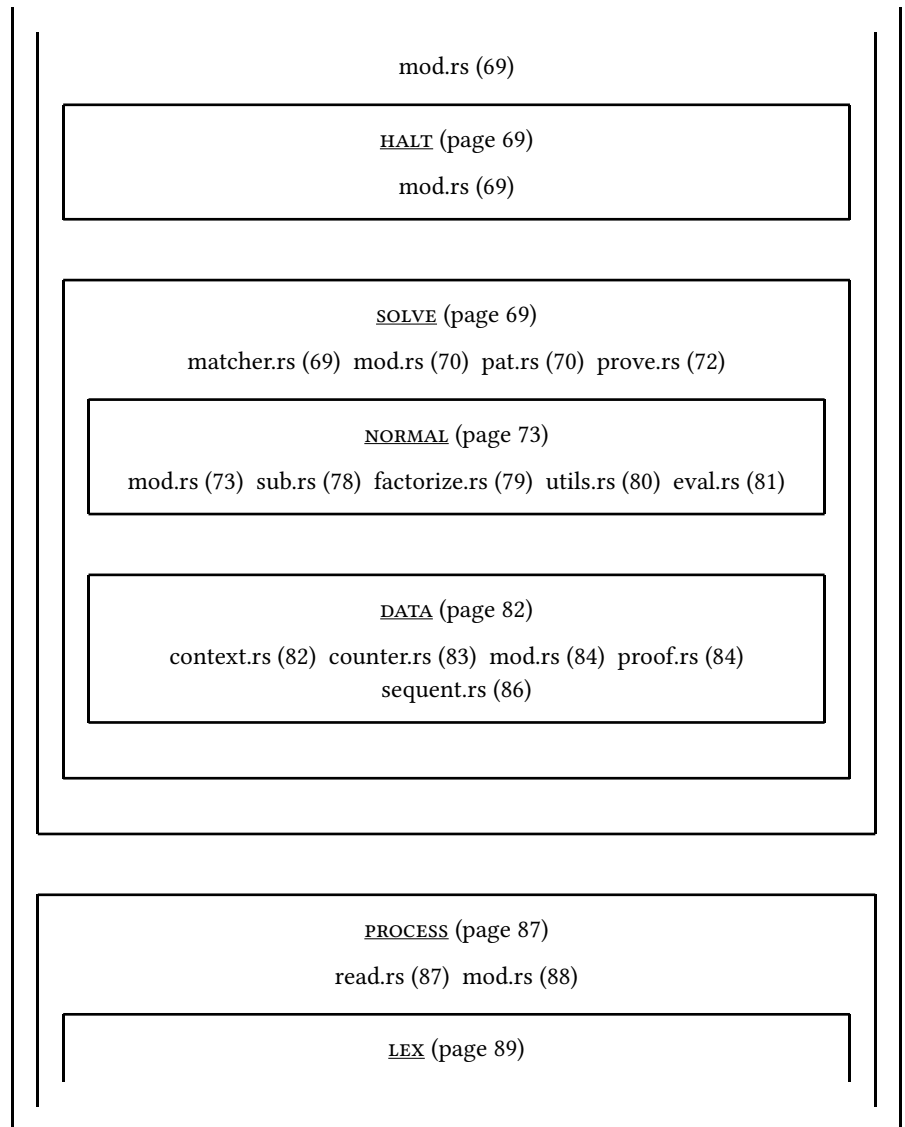 mod.rs (69)
HALT (page 69)
mod.rs (69)
SOLVE (page 69)
matcher.rs (69) mod.rs (70) pat.rs (70) prove.rs (72)
NORMAL (page 73)
mod.rs (73) sub.rs (78) factorize.rs (79) utils.rs (80) eval.rs (81)
DATA (page 82)
context.rs (82) counter.rs (83) mod.rs (84) proof.rs (84)
sequent.rs (86)
PROCESS (page 87)
read.rs (87) mod.rs (88)
LEX (page 89)